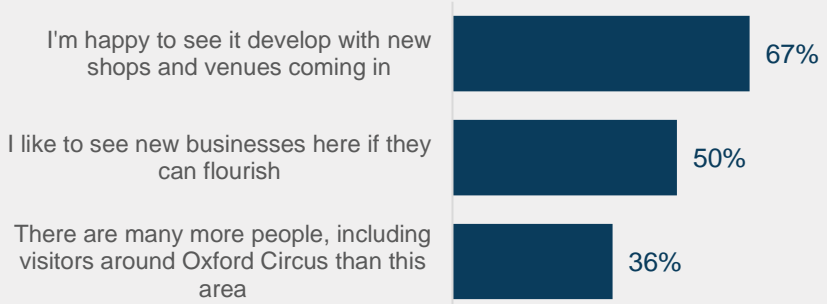 I'm happy to see it develop with new
shops and venues coming in
67%
I like to see new businesses here if they
can flourish
50%
There are many more people, including
visitors around Oxford Circus than this
area
36%